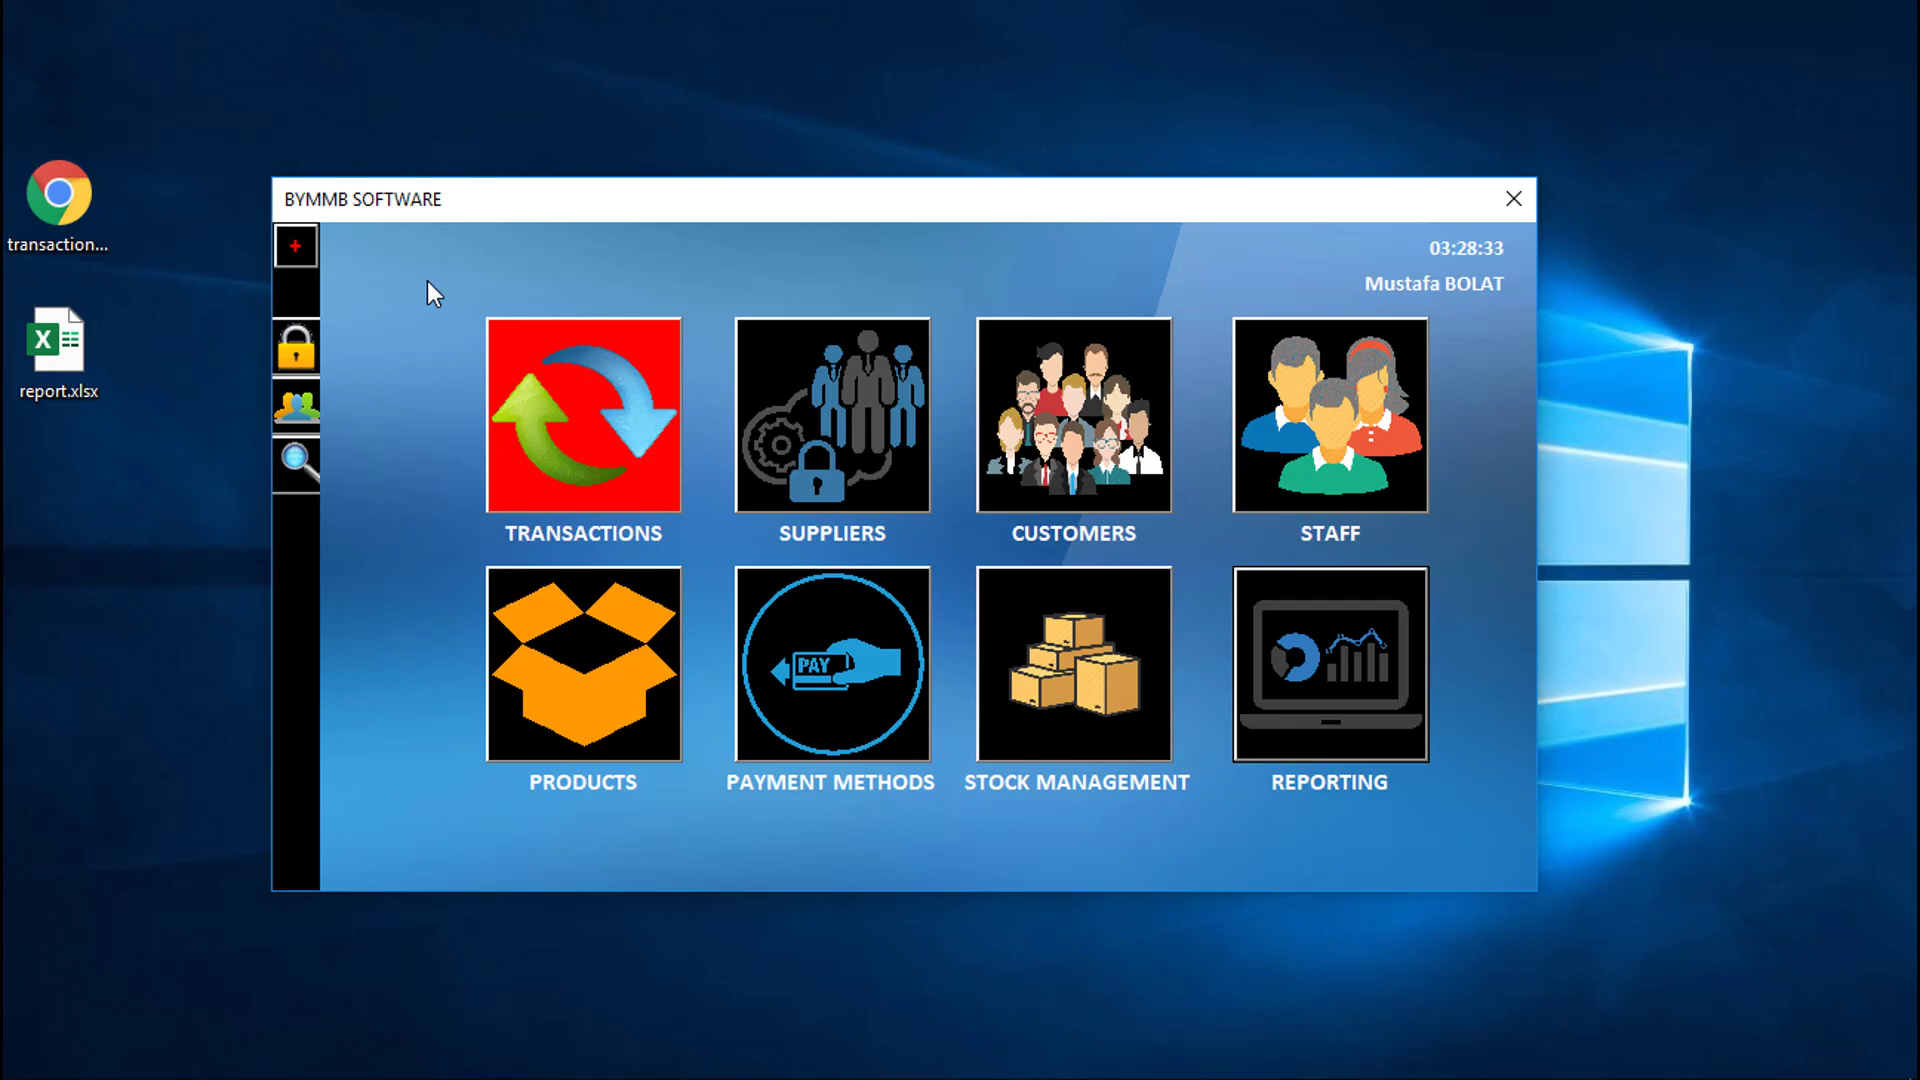 transaction...
report.xlsx
BYMMB SOFTWARE
+
03:28:33
Mustafa BOLAT
TRANSACTIONS
SUPPLIERS
CUSTOMERS
STAFF
PAY
PRODUCTS
PAYMENT METHODS
STOCK MANAGEMENT
REPORTING